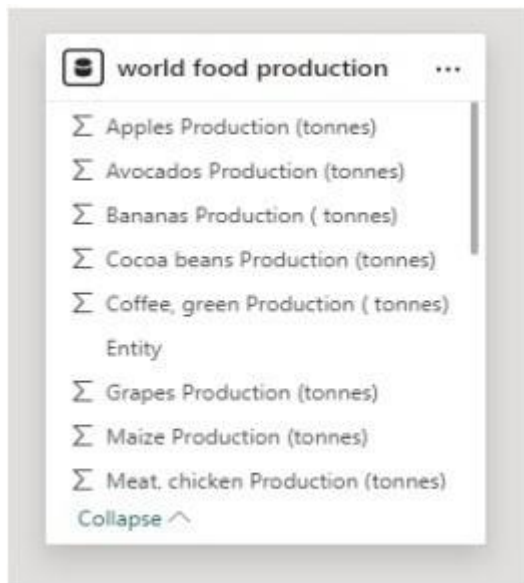 world food production ...
Σ Apples Production (tonnes)
Σ Avocados Production (tonnes)
Σ Bananas Production ( tonnes)
Σ Cocoa beans Production (tonnes)
Σ Coffee, green Production ( tonnes)
Entity
Σ Grapes Production (tonnes)
Σ Maize Production (tonnes)
Σ Meat, chicken Production (tonnes)
Collapse